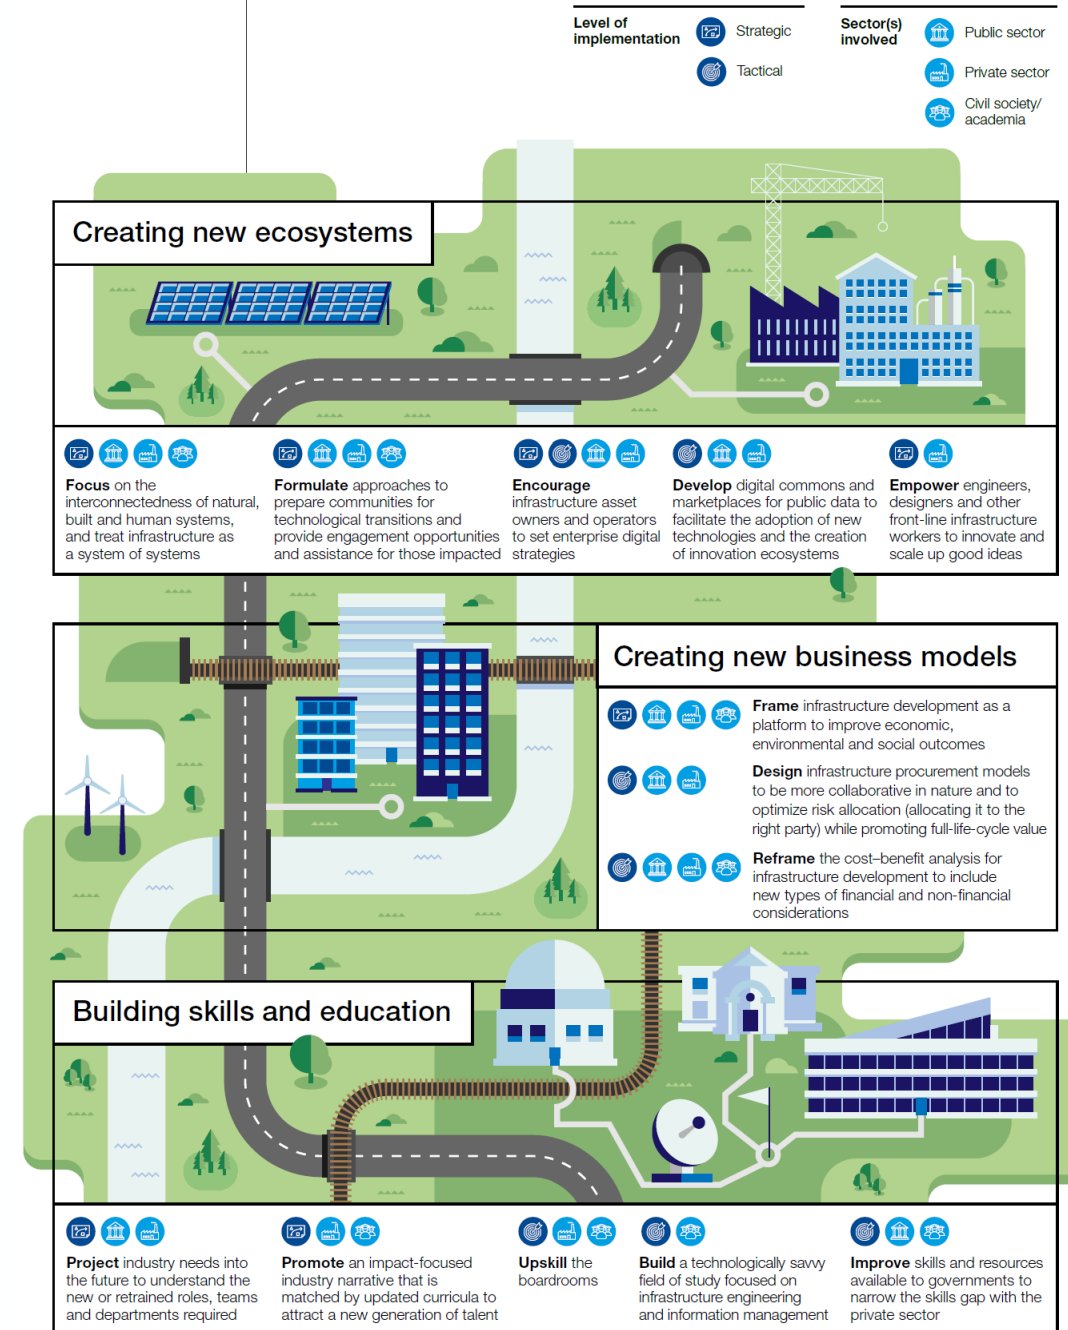 Level of
implementation
Strategic
Tactical
Sector(s)
involved
Public sector
Private sector
Civil society/
academia
Creating new ecosystems
Focus on the
interconnectedness of natural,
built and human systems,
and treat infrastructure as
a system of systems
Formulate approaches to
prepare communities for
technological transitions and
provide engagement opportunities
and assistance for those impacted
Encourage
infrastructure asset
owners and operators
to set enterprise digital
strategies
Develop digital commons and
marketplaces for public data to
facilitate the adoption of new
technologies and the creation
of innovation ecosystems
Empower engineers,
designers and other
front-line infrastructure
workers to innovate and
scale up good ideas
Creating new business models
Frame infrastructure development as a
platform to improve economic,
environmental and social outcomes
Design infrastructure procurement models
to be more collaborative in nature and to
optimize risk allocation (allocating it to the
right party) while promoting full-life-cycle value
Reframe the cost–benefit analysis for
infrastructure development to include
new types of financial and non-financial
considerations
Building skills and education
Project industry needs into
the future to understand the
new or retrained roles, teams
and departments required
Promote an impact-focused
industry narrative that is
matched by updated curricula to
attract a new generation of talent
Upskill the
boardrooms
Build a technologically savvy
field of study focused on
infrastructure engineering
and information management
Improve skills and resources
available to governments to
narrow the skills gap with the
private sector